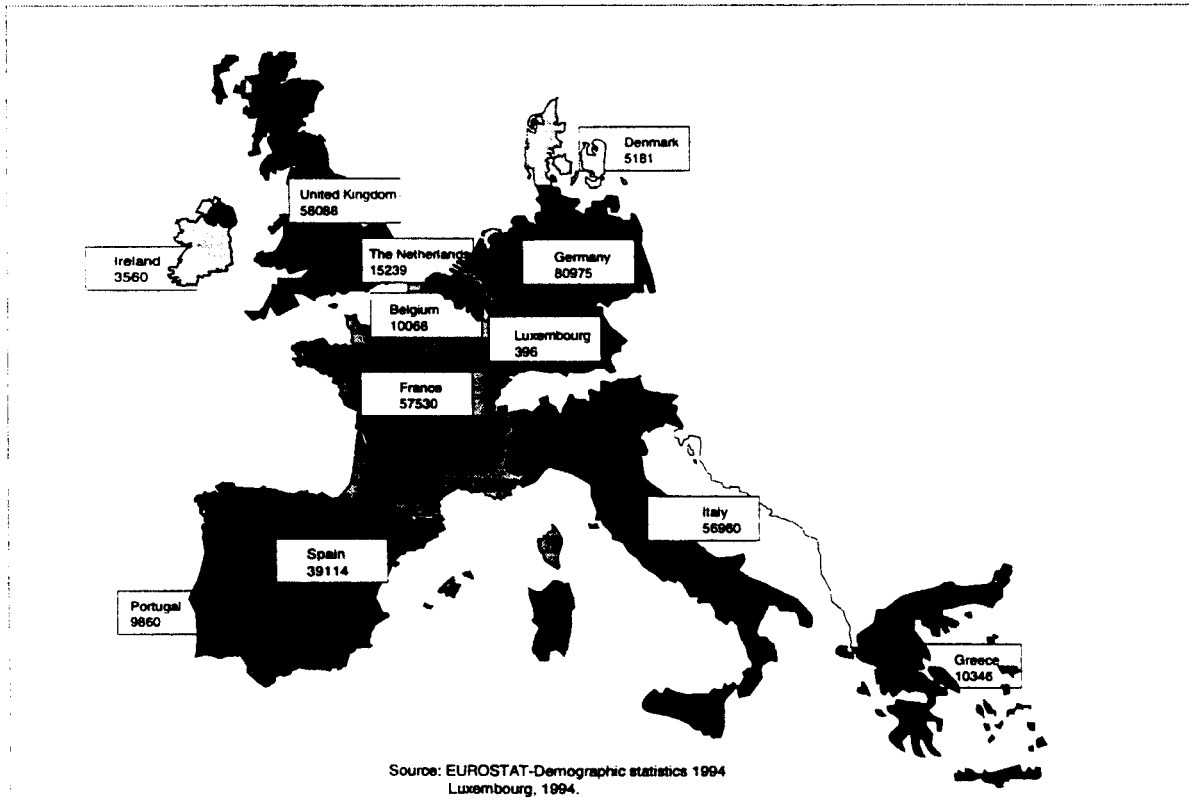 Denmark
5181
United Kingdom
58088
Ireland
3560
The Netherlands
15239
Germany
80975
Belgium
10068
Luxembourg
396
France
57530
Italy
56960
Spain
39114
Portugal
9860
Greece
10346
Source: EUROSTAT-Demographic statistics 1994
Luxembourg, 1994.